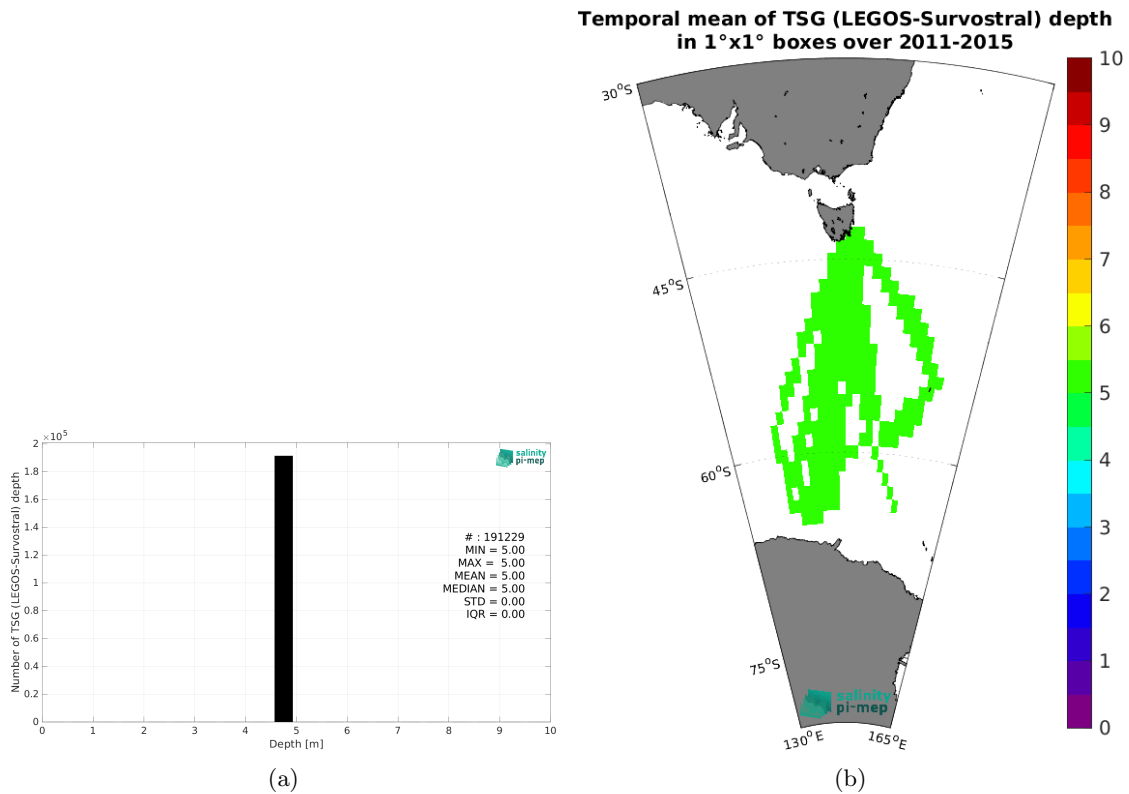 ×10⁵
2
1.8
1.6
1.4
1.2
1
0.8
0.6
0.4
0.2
0
0 1 2 3 4 5 6 7 8 9 10
Depth [m]
Number of TSG (LEGOS-Survostral) depth
salinity
pi-mep
# : 191229
MIN = 5.00
MAX = 5.00
MEAN = 5.00
MEDIAN = 5.00
STD = 0.00
IQR = 0.00
(a)
Temporal mean of TSG (LEGOS-Survostral) depth
in 1°x1° boxes over 2011-2015
30°S
45°S
60°S
75°S
130°E
165°E
salinity
pi-mep
10
9
8
7
6
5
4
3
2
1
0
(b)